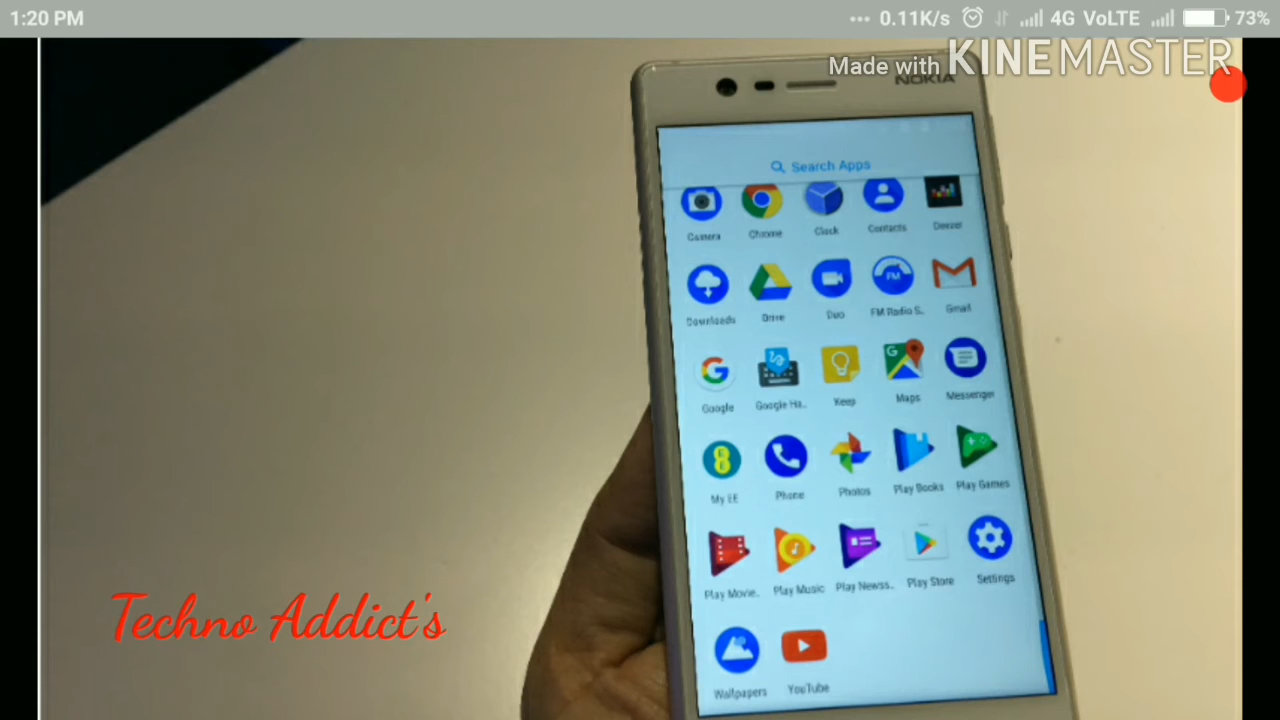 1:20 PM ... 0.11K/s 4G VoLTE 73%
Made with KINEMASTER
NOKIA
Search Apps
Camera Chrome Clock Contacts Deezer
Downloads Drive Duo FM Radio S.. Gmail
FM
Google Google Ha.. Keep Maps Messenger
My EE Phone Photos Play Books Play Games
Play Movie.. Play Music Play Newss.. Play Store Settings
Wallpapers YouTube
Techno Addict's